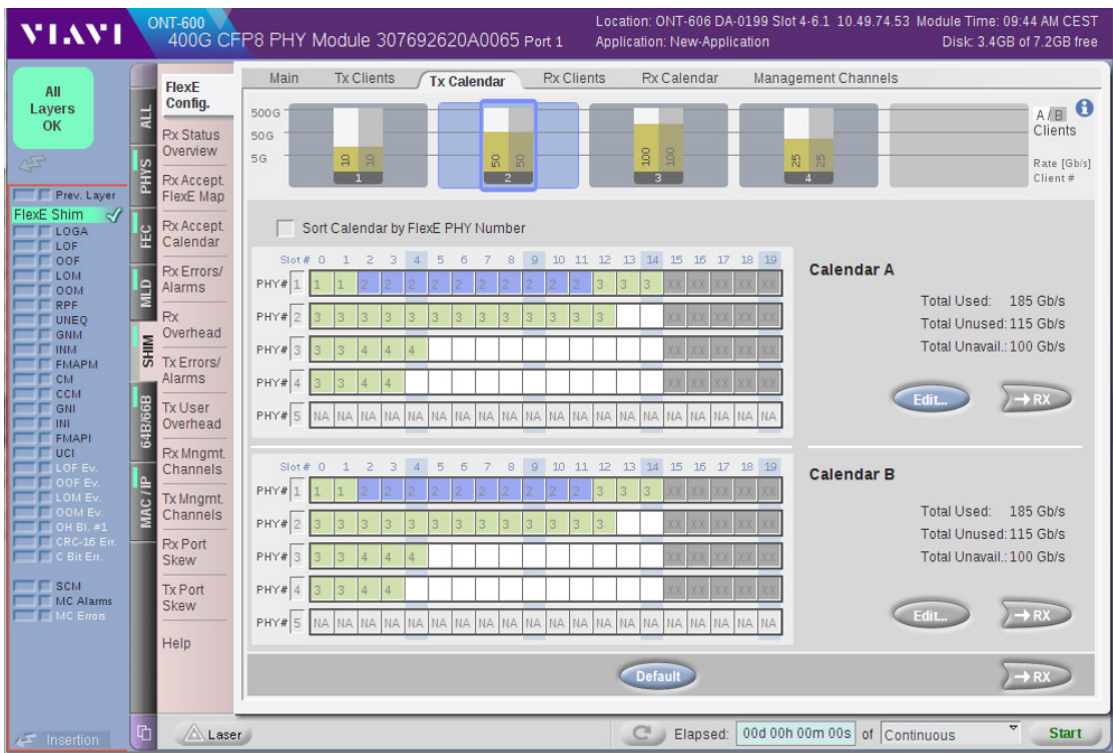 VIAVI
ONT-600
400G CFP8 PHY Module 307692620A0065 Port 1
Location: ONT-606 DA-0199 Slot 4-6.1 10.49.74.53 Module Time: 09:44 AM CEST
Application: New-Application
Disk: 3.4GB of 7.2GB free
All
Layers
OK
Prev. Layer
FlexE Shim
LOGA
LOF
OOF
LOM
OOM
RPF
UNEQ
GNM
INM
FMAPM
CM
CCM
GNI
INI
FMAPI
UCI
LOF Ev.
OOF Ev.
LOM Ev.
OOM Ev.
OH Bl. #1
CRC-16 Err.
C Bit Err.
SCM
MC Alarms
MC Errors
Insertion
ALL
PHYS
FEC
MLD
SHIM
64B/66B
MAC / IP
FlexE
Config.
Rx Status
Overview
Rx Accept.
FlexE Map
Rx Accept.
Calendar
Rx Errors/
Alarms
Rx
Overhead
Tx Errors/
Alarms
Tx User
Overhead
Rx Mngmt.
Channels
Tx Mngmt.
Channels
Rx Port
Skew
Tx Port
Skew
Help
Main Tx Clients Tx Calendar Rx Clients Rx Calendar Management Channels
500G
50G
5G
10 10
1
50 50
2
100 100
3
25 25
4
A / B
Clients
Rate [Gb/s]
Client #
Sort Calendar by FlexE PHY Number
Slot # 0 1 2 3 4 5 6 7 8 9 10 11 12 13 14 15 16 17 18 19
PHY# 1 1 1 2 2 2 2 2 2 2 2 2 2 3 3 3 XX XX XX XX XX
PHY# 2 3 3 3 3 3 3 3 3 3 3 3 3 3 XX XX XX XX XX
PHY# 3 3 3 4 4 4 XX XX XX XX XX
PHY# 4 3 3 4 4 XX XX XX XX XX
PHY# 5 NA NA NA NA NA NA NA NA NA NA NA NA NA NA NA NA NA NA NA NA
Calendar A
Total Used: 185 Gb/s
Total Unused: 115 Gb/s
Total Unavail.: 100 Gb/s
Edit...
RX
Slot # 0 1 2 3 4 5 6 7 8 9 10 11 12 13 14 15 16 17 18 19
PHY# 1 1 1 2 2 2 2 2 2 2 2 2 2 3 3 3 XX XX XX XX XX
PHY# 2 3 3 3 3 3 3 3 3 3 3 3 3 3 XX XX XX XX XX
PHY# 3 3 3 4 4 4 XX XX XX XX XX
PHY# 4 3 3 4 4 XX XX XX XX XX
PHY# 5 NA NA NA NA NA NA NA NA NA NA NA NA NA NA NA NA NA NA NA NA
Calendar B
Total Used: 185 Gb/s
Total Unused: 115 Gb/s
Total Unavail.: 100 Gb/s
Edit...
RX
Default
RX
Laser
Elapsed: 00d 00h 00m 00s of Continuous
Start